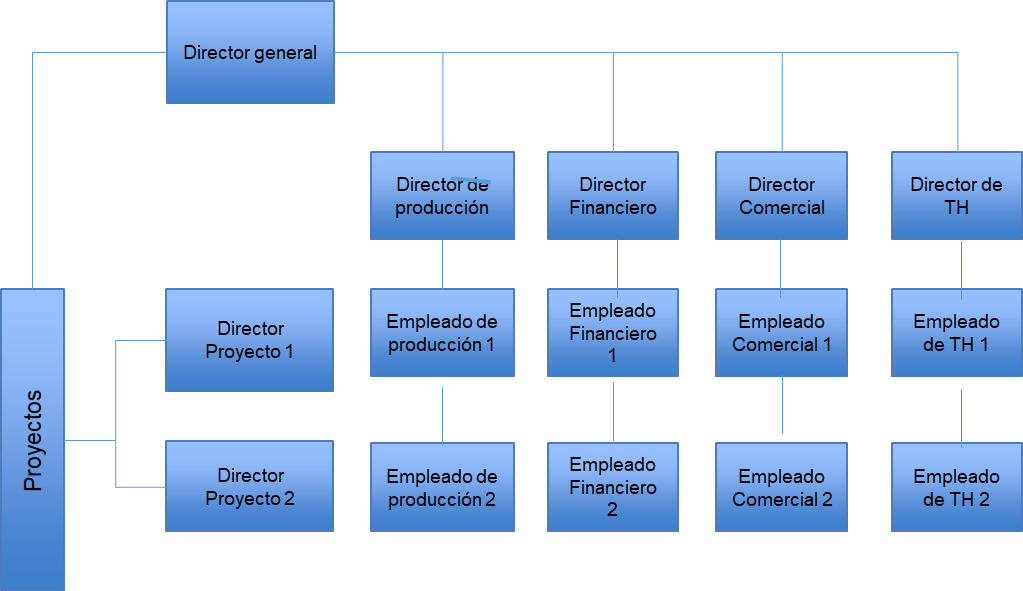 Director general
Director de
producción
Director
Financiero
Director
Comercial
Director de
TH
Proyectos
Director
Proyecto 1
Empleado de
producción 1
Empleado
Financiero
1
Empleado
Comercial 1
Empleado
de TH 1
Director
Proyecto 2
Empleado de
producción 2
Empleado
Financiero
2
Empleado
Comercial 2
Empleado
de TH 2